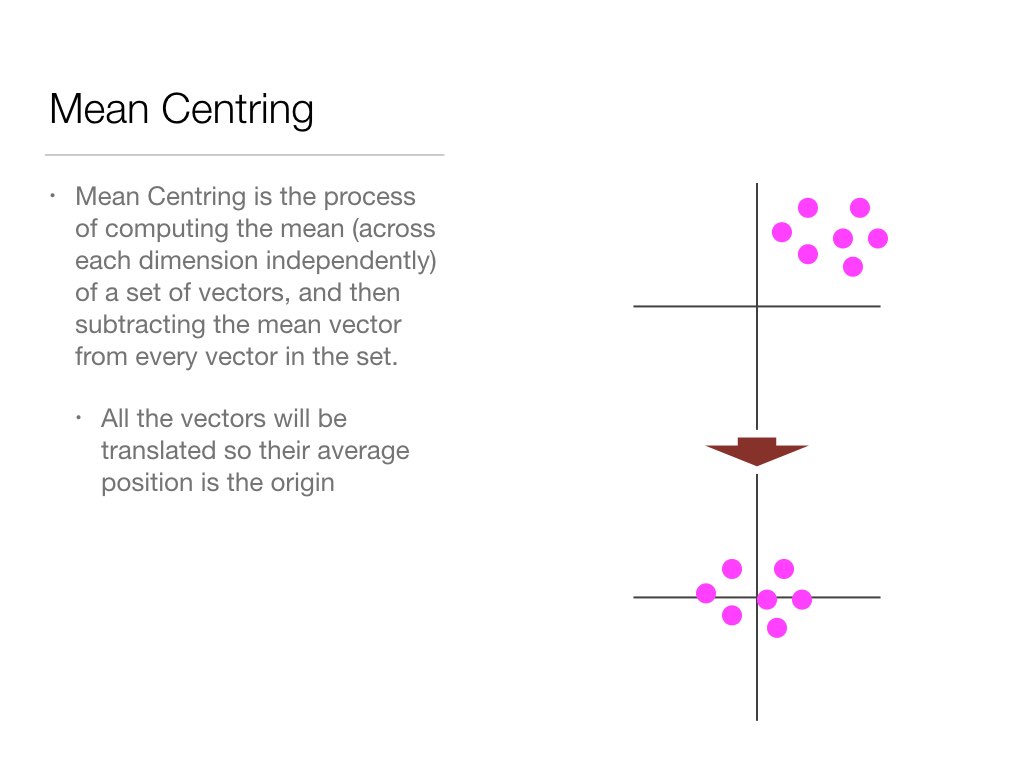 Mean Centring
• Mean Centring is the process
of computing the mean (across
each dimension independently)
of a set of vectors, and then
subtracting the mean vector
from every vector in the set.
• All the vectors will be
translated so their average
position is the origin